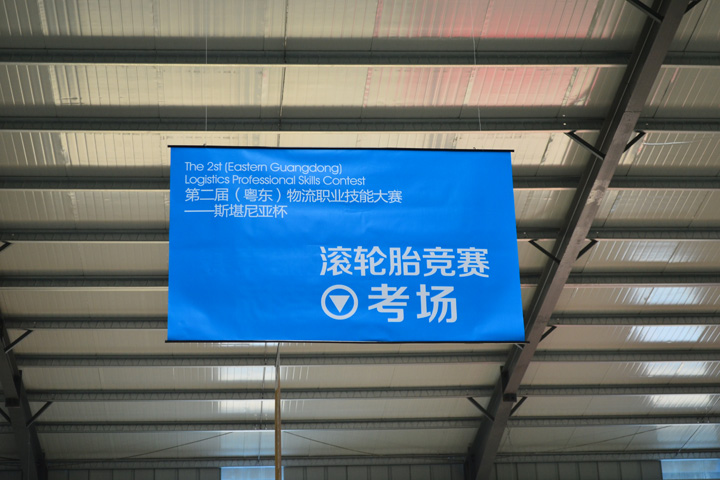 The 2st (Eastern Guangdong)
Logistics Professional Skills Contest
第二届（粤东）物流职业技能大赛
——斯堪尼亚杯
滚轮胎竞赛
考场